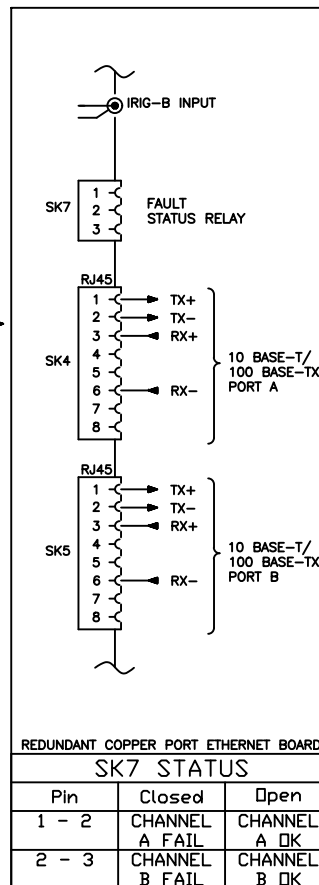 IRIG-B INPUT
SK7
1
2
3
FAULT
STATUS RELAY
RJ45
SK4
1 TX+
2 TX-
3 RX+
4
5
6 RX-
7
8
10 BASE-T/
100 BASE-TX
PORT A
RJ45
SK5
1 TX+
2 TX-
3 RX+
4
5
6 RX-
7
8
10 BASE-T/
100 BASE-TX
PORT B
REDUNDANT COPPER PORT ETHERNET BOARD
SK7 STATUS
Pin Closed Open
1 - 2 CHANNEL A FAIL CHANNEL A OK
2 - 3 CHANNEL B FAIL CHANNEL B OK